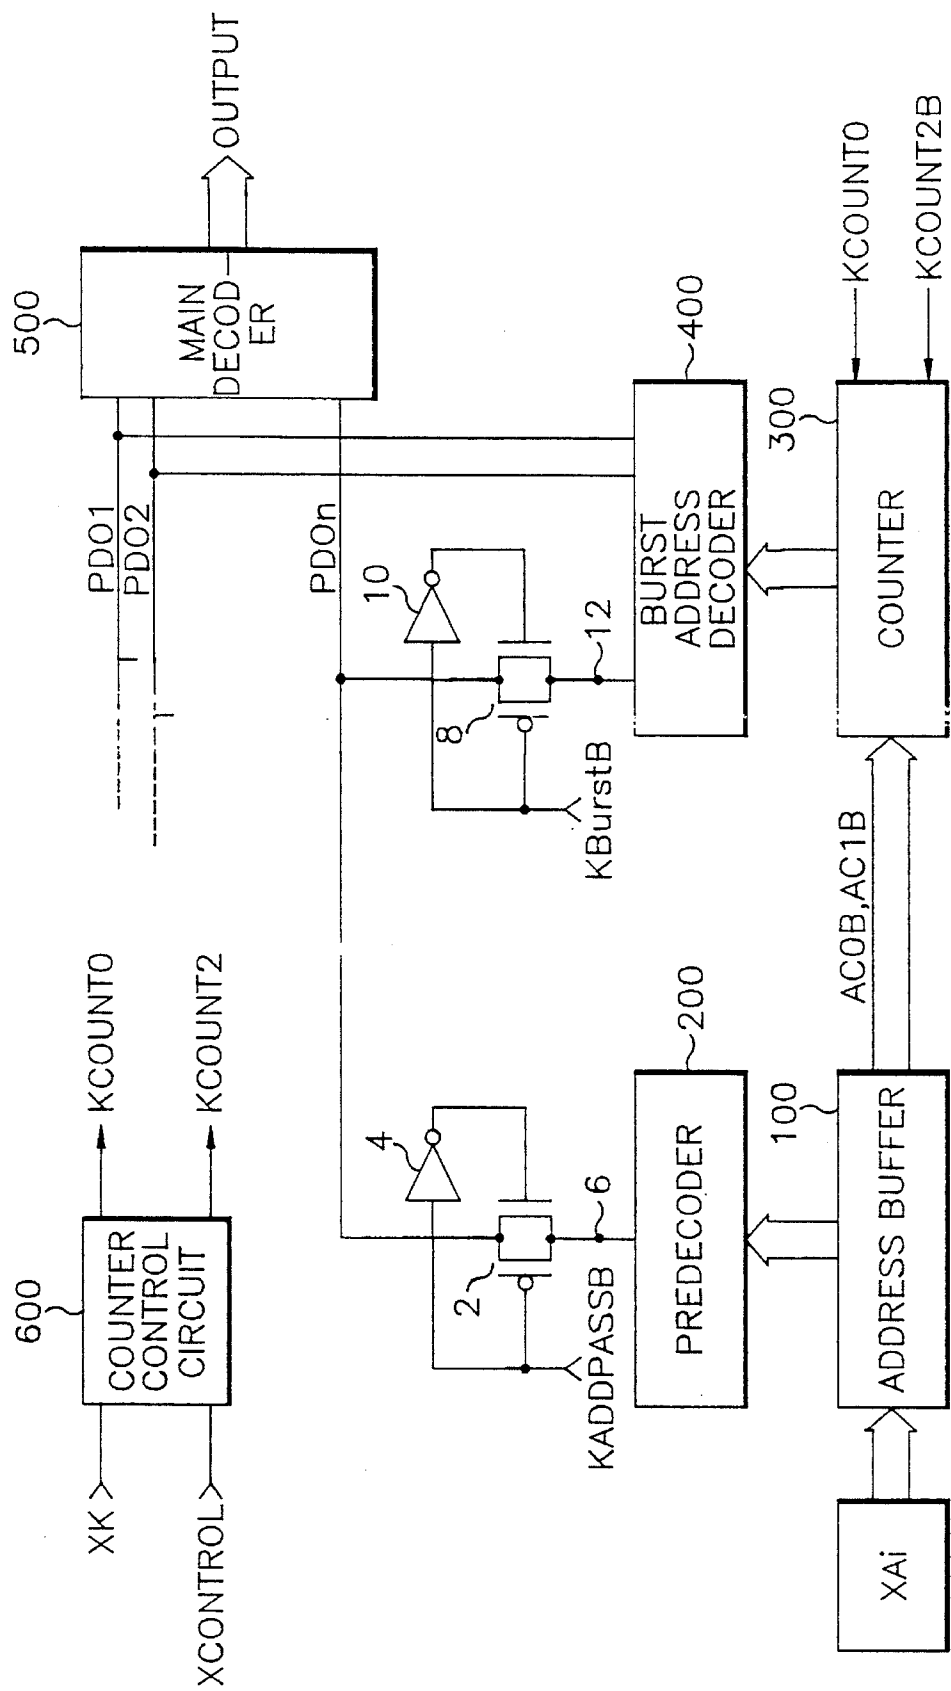 600
COUNTER
CONTROL
CIRCUIT
XK
XCONTROL
KCOUNT0
KCOUNT2
PDO1
PDO2
PDOn
500
MAIN
DECOD-
ER
OUTPUT
4
2
6
KADDPASSB
10
8
12
KBurstB
200
PREDECODER
400
BURST
ADDRESS
DECODER
XAi
100
ADDRESS BUFFER
AC0B,AC1B
300
COUNTER
KCOUNT0
KCOUNT2B